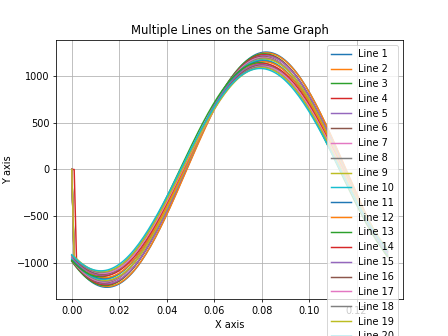 Multiple Lines on the Same Graph
Y axis
1000
500
0
−500
−1000
0.00
0.02
0.04
0.06
0.08
0.10
X axis
Line 1
Line 2
Line 3
Line 4
Line 5
Line 6
Line 7
Line 8
Line 9
Line 10
Line 11
Line 12
Line 13
Line 14
Line 15
Line 16
Line 17
Line 18
Line 19
Line 20